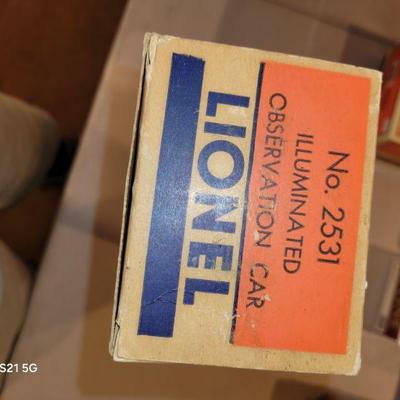 No. 2531
ILLUMINATED
OBSERVATION CAR
LIONEL
S21 5G